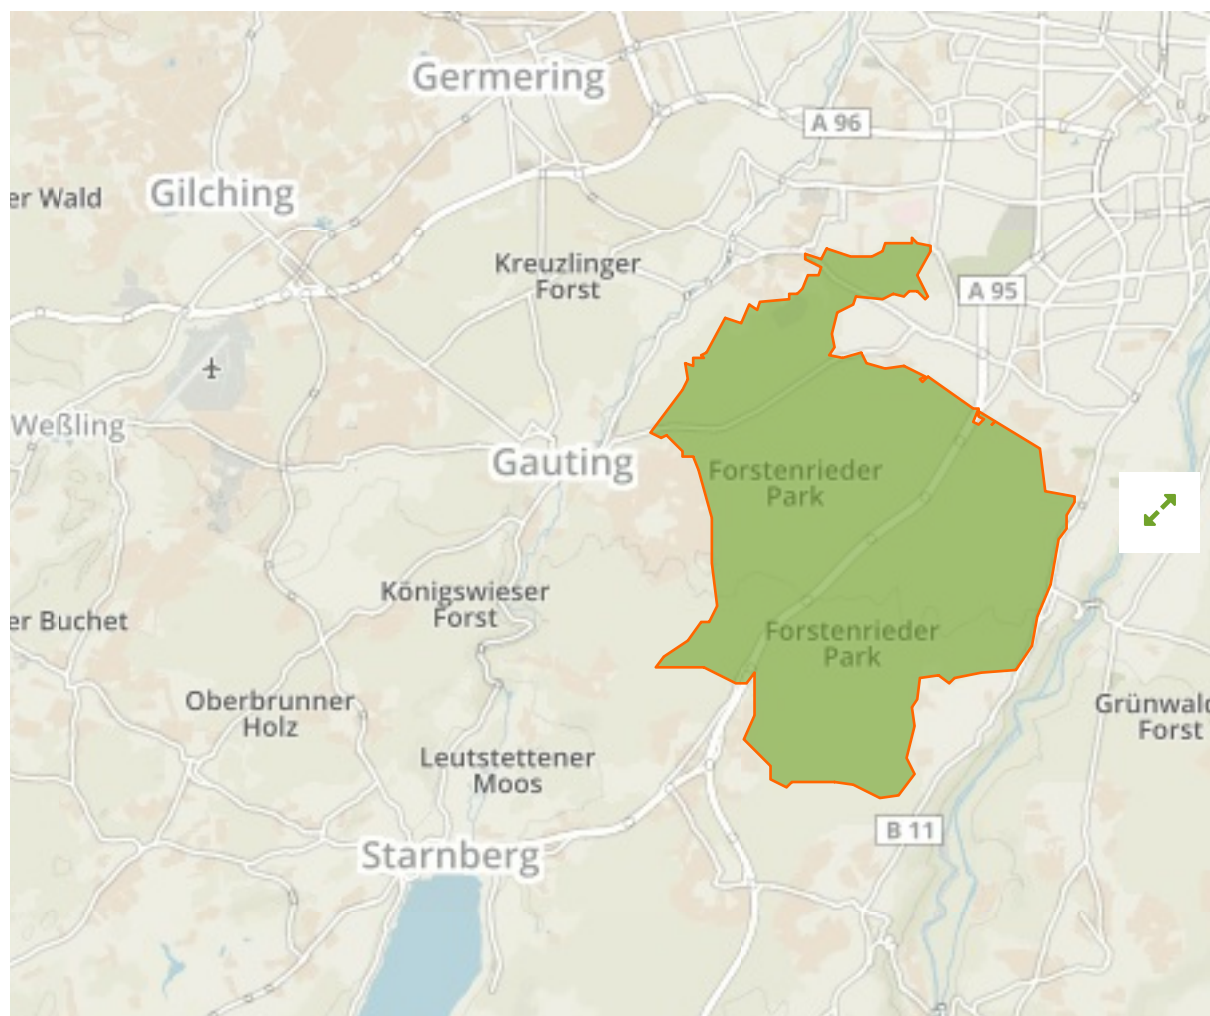 Germering
A 96
er Wald
Gilching
Kreuzlinger
Forst
A 95
Weßling
Gauting
Forstenrieder
Park
Königswieser
Forst
er Buchet
Forstenrieder
Park
Oberbrunner
Holz
Grünwald
Forst
Leutstettener
Moos
B 11
Starnberg